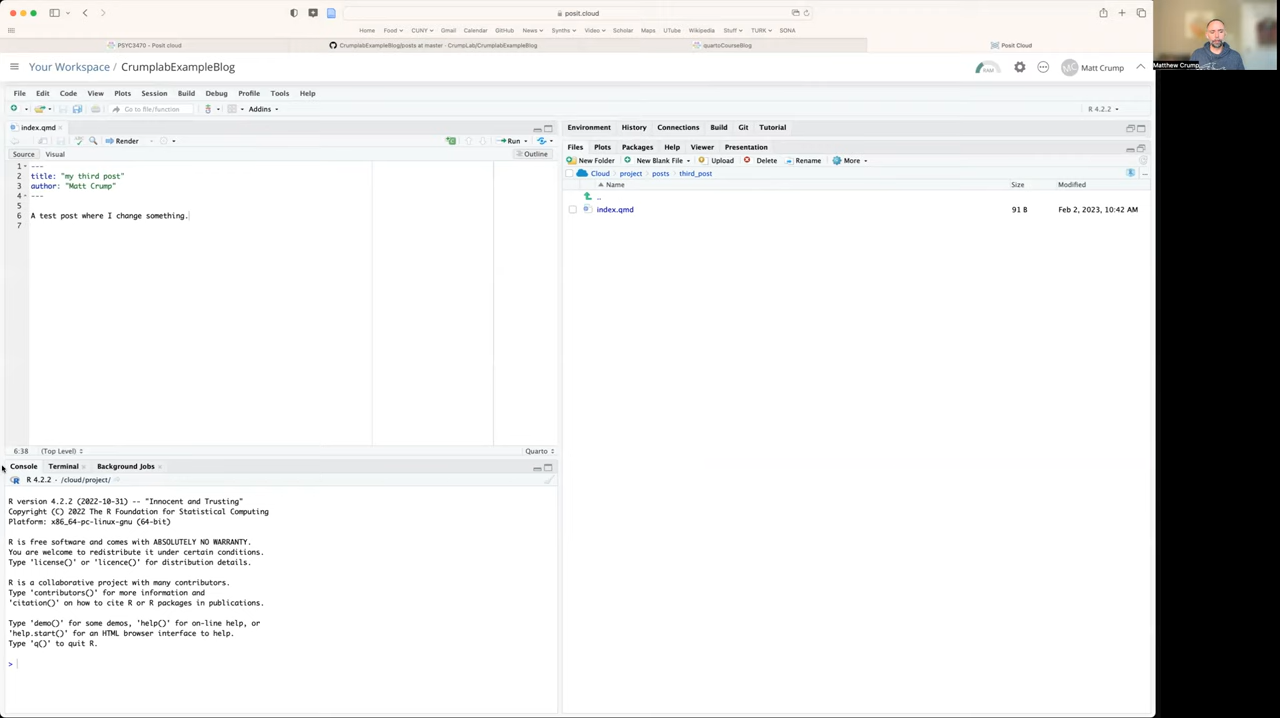 posit.cloud
Home Food CUNY Gmail Calendar GitHub News Synths Video Scholar Maps UTube Wikipedia Stuff TURK SONA
PSYC3470 - Posit cloud
CrumplabExampleBlog/posts at master · CrumpLab/CrumplabExampleBlog
quartoCourseBlog
Posit Cloud
Matthew Crump
Your Workspace / CrumplabExampleBlog
RAM
MC Matt Crump
File Edit Code View Plots Session Build Debug Profile Tools Help
Go to file/function Addins
R 4.2.2
index.qmd
Render Run
Source Visual Outline
1 ---
2 title: "my third post"
3 author: "Matt Crump"
4 ---
5
6 A test post where I change something.
7
6:38 (Top Level) Quarto
Console Terminal Background Jobs
R 4.2.2 · /cloud/project/
R version 4.2.2 (2022-10-31) -- "Innocent and Trusting"
Copyright (C) 2022 The R Foundation for Statistical Computing
Platform: x86_64-pc-linux-gnu (64-bit)
R is free software and comes with ABSOLUTELY NO WARRANTY.
You are welcome to redistribute it under certain conditions.
Type 'license()' or 'licence()' for distribution details.
R is a collaborative project with many contributors.
Type 'contributors()' for more information and
'citation()' on how to cite R or R packages in publications.
Type 'demo()' for some demos, 'help()' for on-line help, or
'help.start()' for an HTML browser interface to help.
Type 'q()' to quit R.
>
Environment History Connections Build Git Tutorial
Files Plots Packages Help Viewer Presentation
New Folder New Blank File Upload Delete Rename More
Cloud project posts third_post
Name Size Modified
..
index.qmd 91 B Feb 2, 2023, 10:42 AM